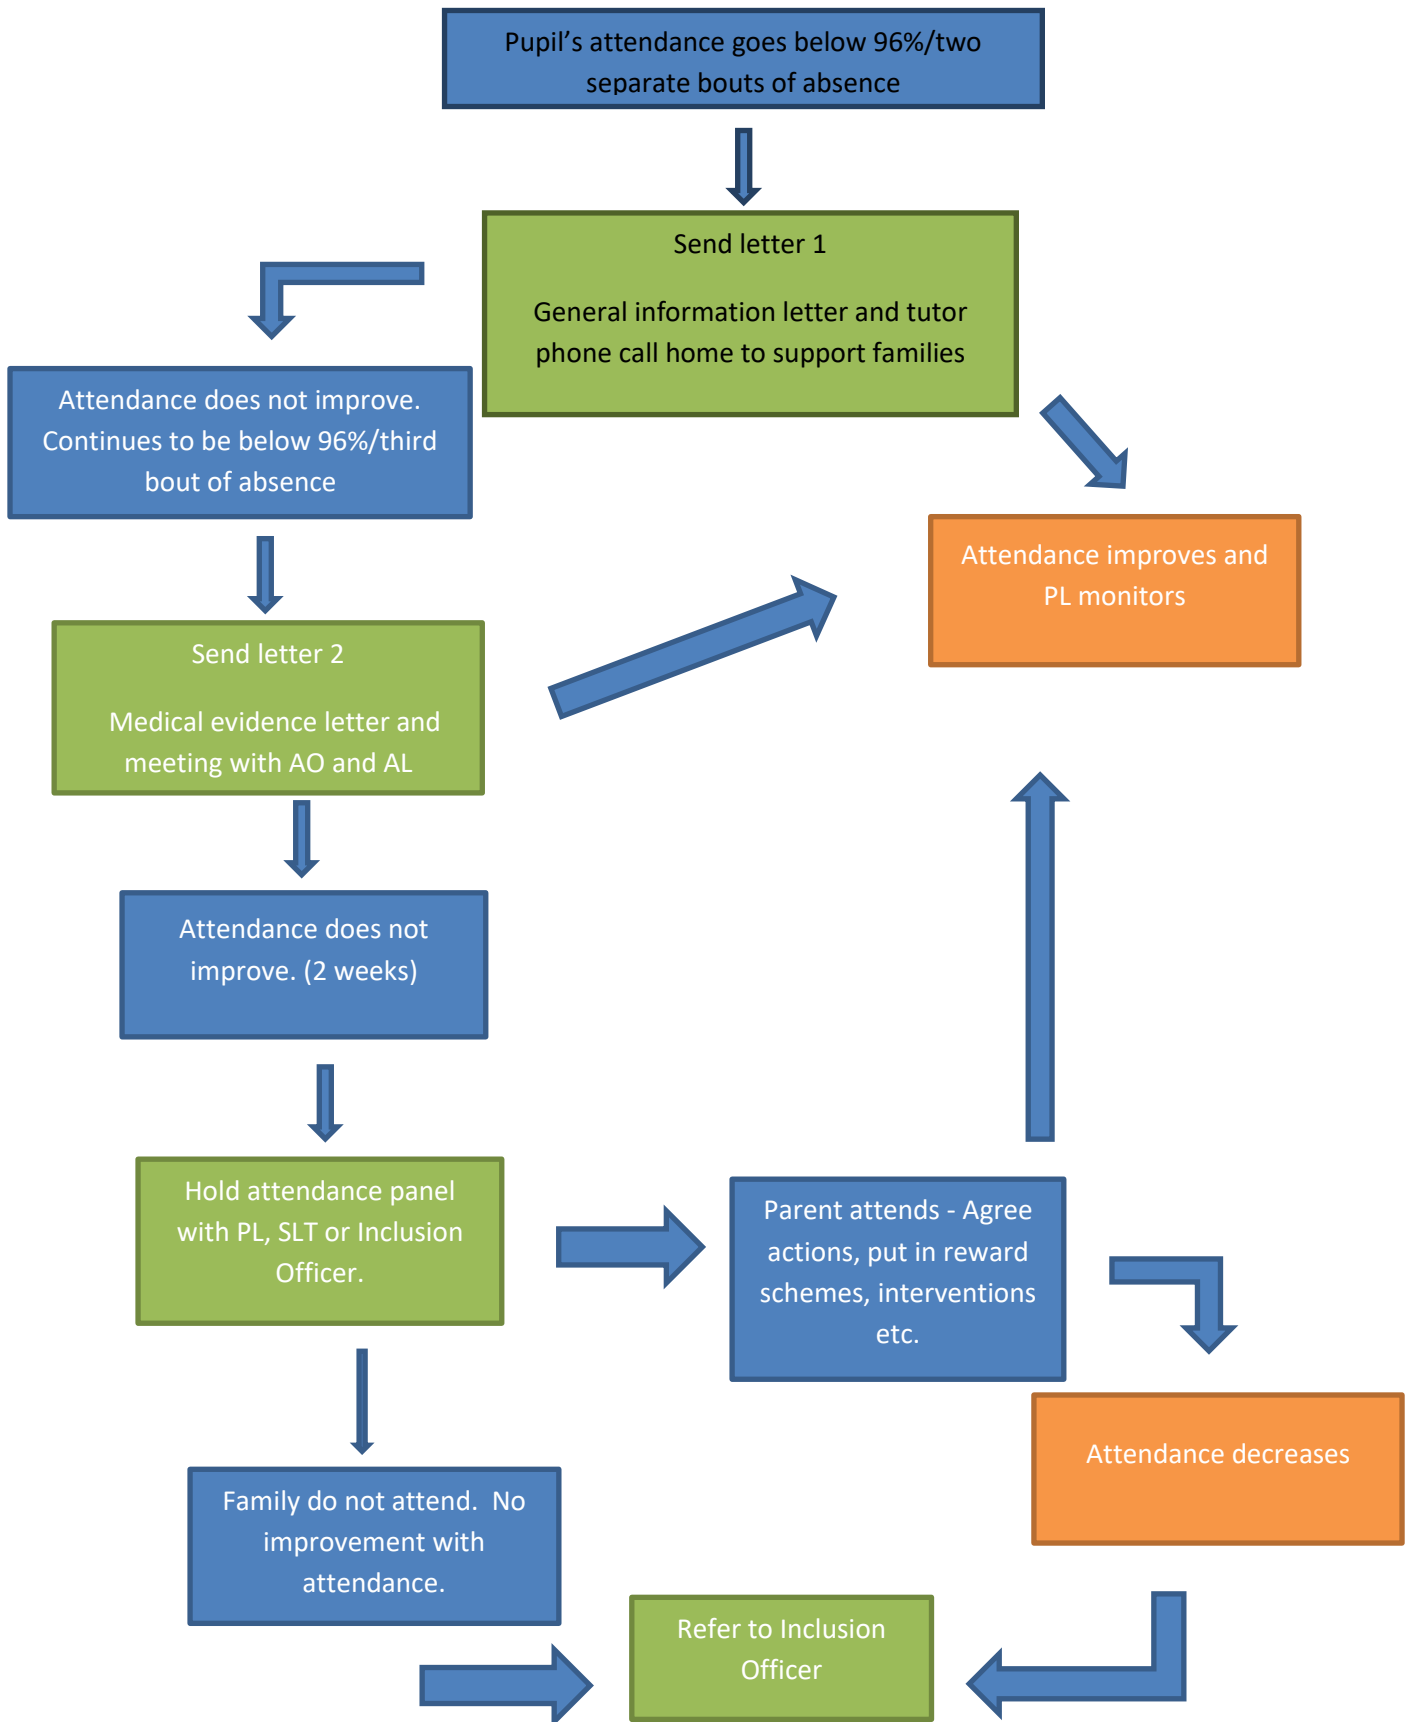 Pupil’s attendance goes below 96%/two
separate bouts of absence
Send letter 1
General information letter and tutor
phone call home to support families
Attendance does not improve.
Continues to be below 96%/third
bout of absence
Attendance improves and
PL monitors
Send letter 2
Medical evidence letter and
meeting with AO and AL
Attendance does not
improve. (2 weeks)
Hold attendance panel
with PL, SLT or Inclusion
Officer.
Parent attends - Agree
actions, put in reward
schemes, interventions
etc.
Attendance decreases
Family do not attend.  No
improvement with
attendance.
Refer to Inclusion
Officer